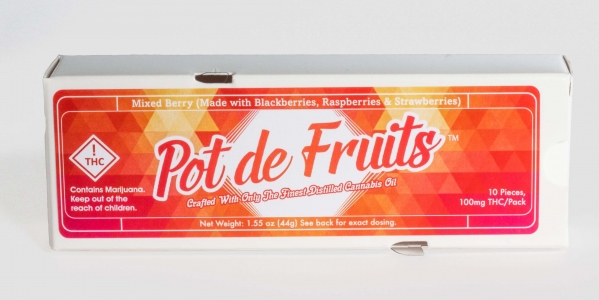 Mixed Berry (Made with Blackberries, Raspberries & Strawberries)
!
THC
Pot de Fruits™
Crafted With Only The Finest Distilled Cannabis Oil
Contains Marijuana.
Keep out of the
reach of children.
10 Pieces,
100mg THC/Pack
Net Weight: 1.55 oz (44g) See back for exact dosing.